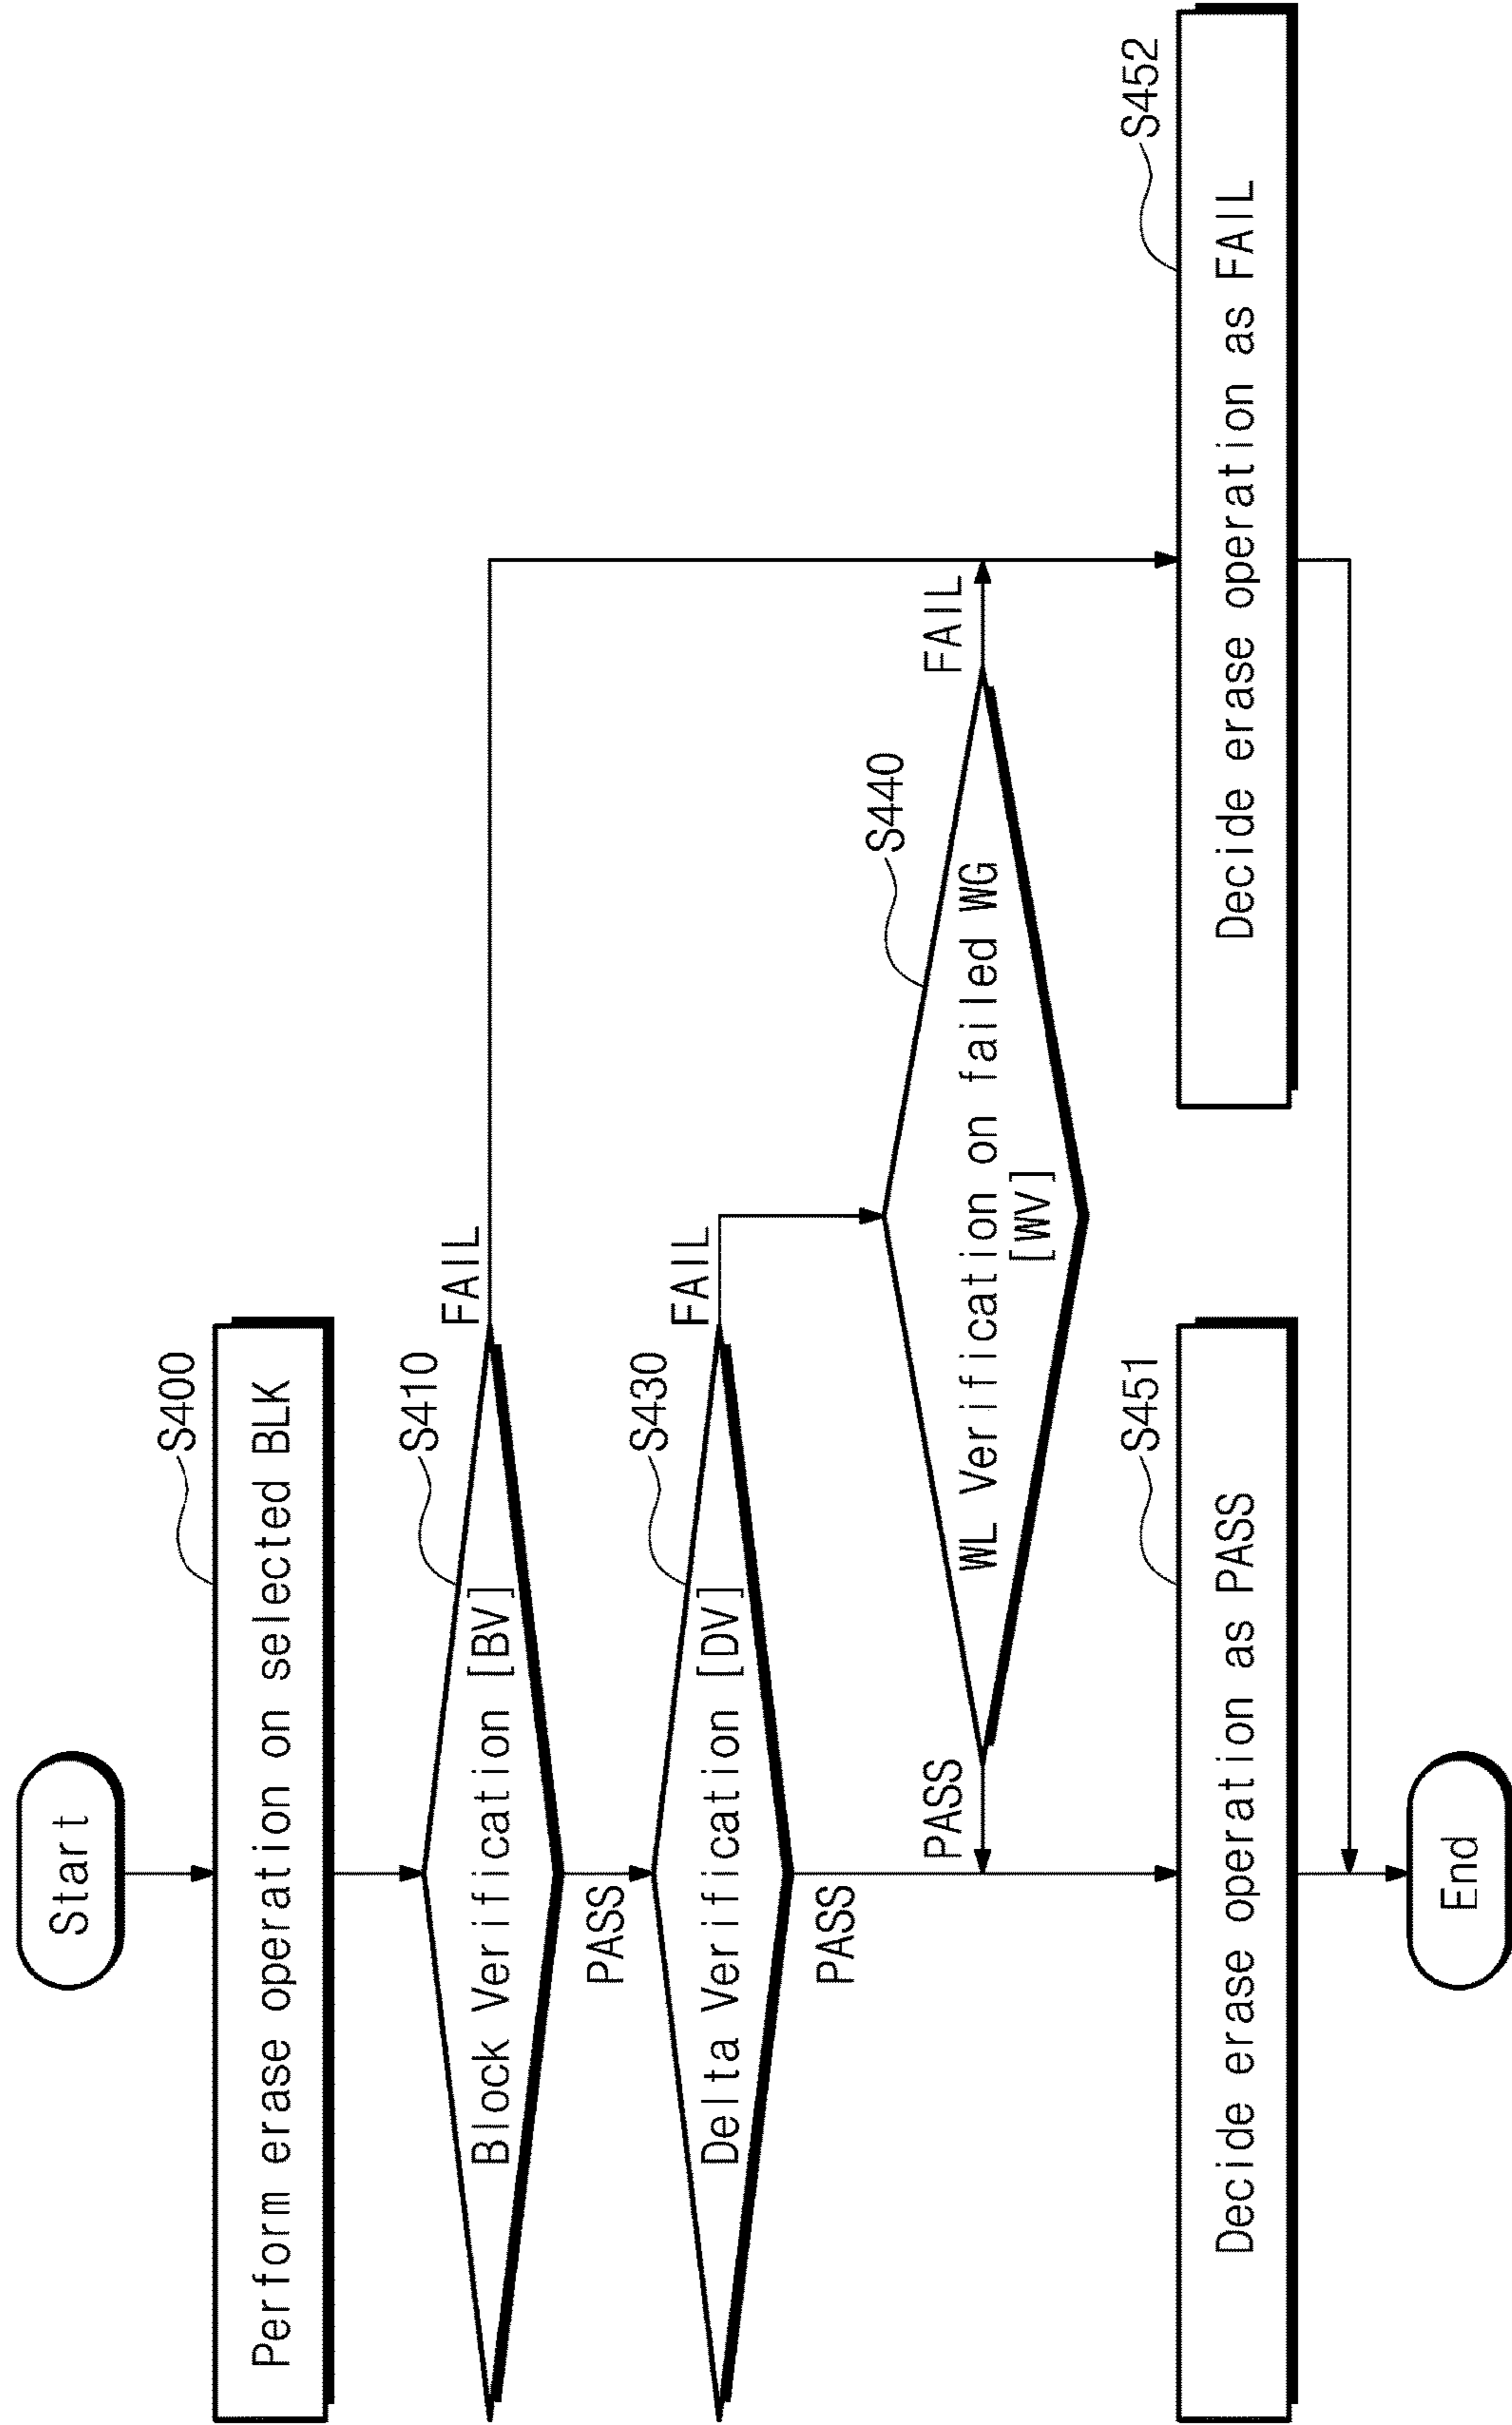 Start
S400
Perform erase operation on selected BLK
S410
Block Verification [BV]
FAIL
PASS
S430
Delta Verification [DV]
FAIL
PASS
S440
WL Verification on failed WG
[WV]
PASS
FAIL
S451
Decide erase operation as PASS
S452
Decide erase operation as FAIL
End